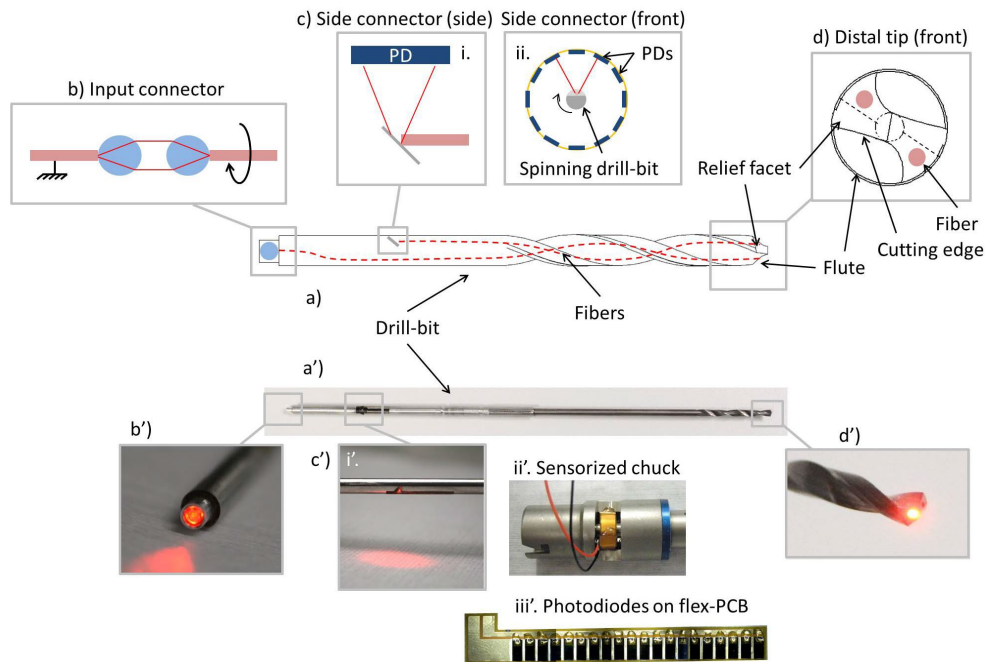 c) Side connector (side)
Side connector (front)
PD
i.
ii.
PDs
Spinning drill-bit
d) Distal tip (front)
b) Input connector
Relief facet
Fiber
Cutting edge
Flute
a)
Fibers
Drill-bit
a’)
b’)
c’)
i’.
ii’. Sensorized chuck
d’)
iii’. Photodiodes on flex-PCB